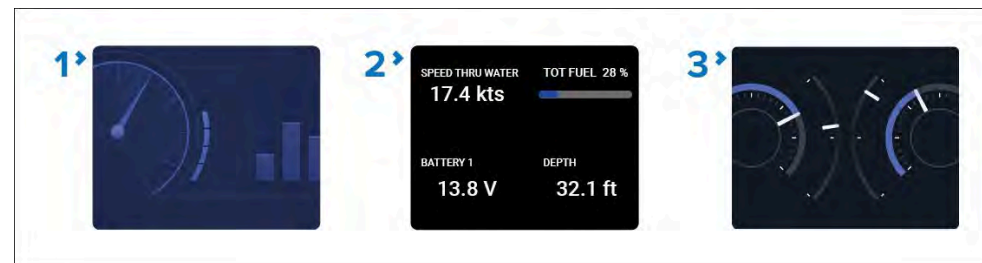 1
2
3
SPEED THRU WATER
17.4 kts
TOT FUEL 28 %
BATTERY 1
13.8 V
DEPTH
32.1 ft